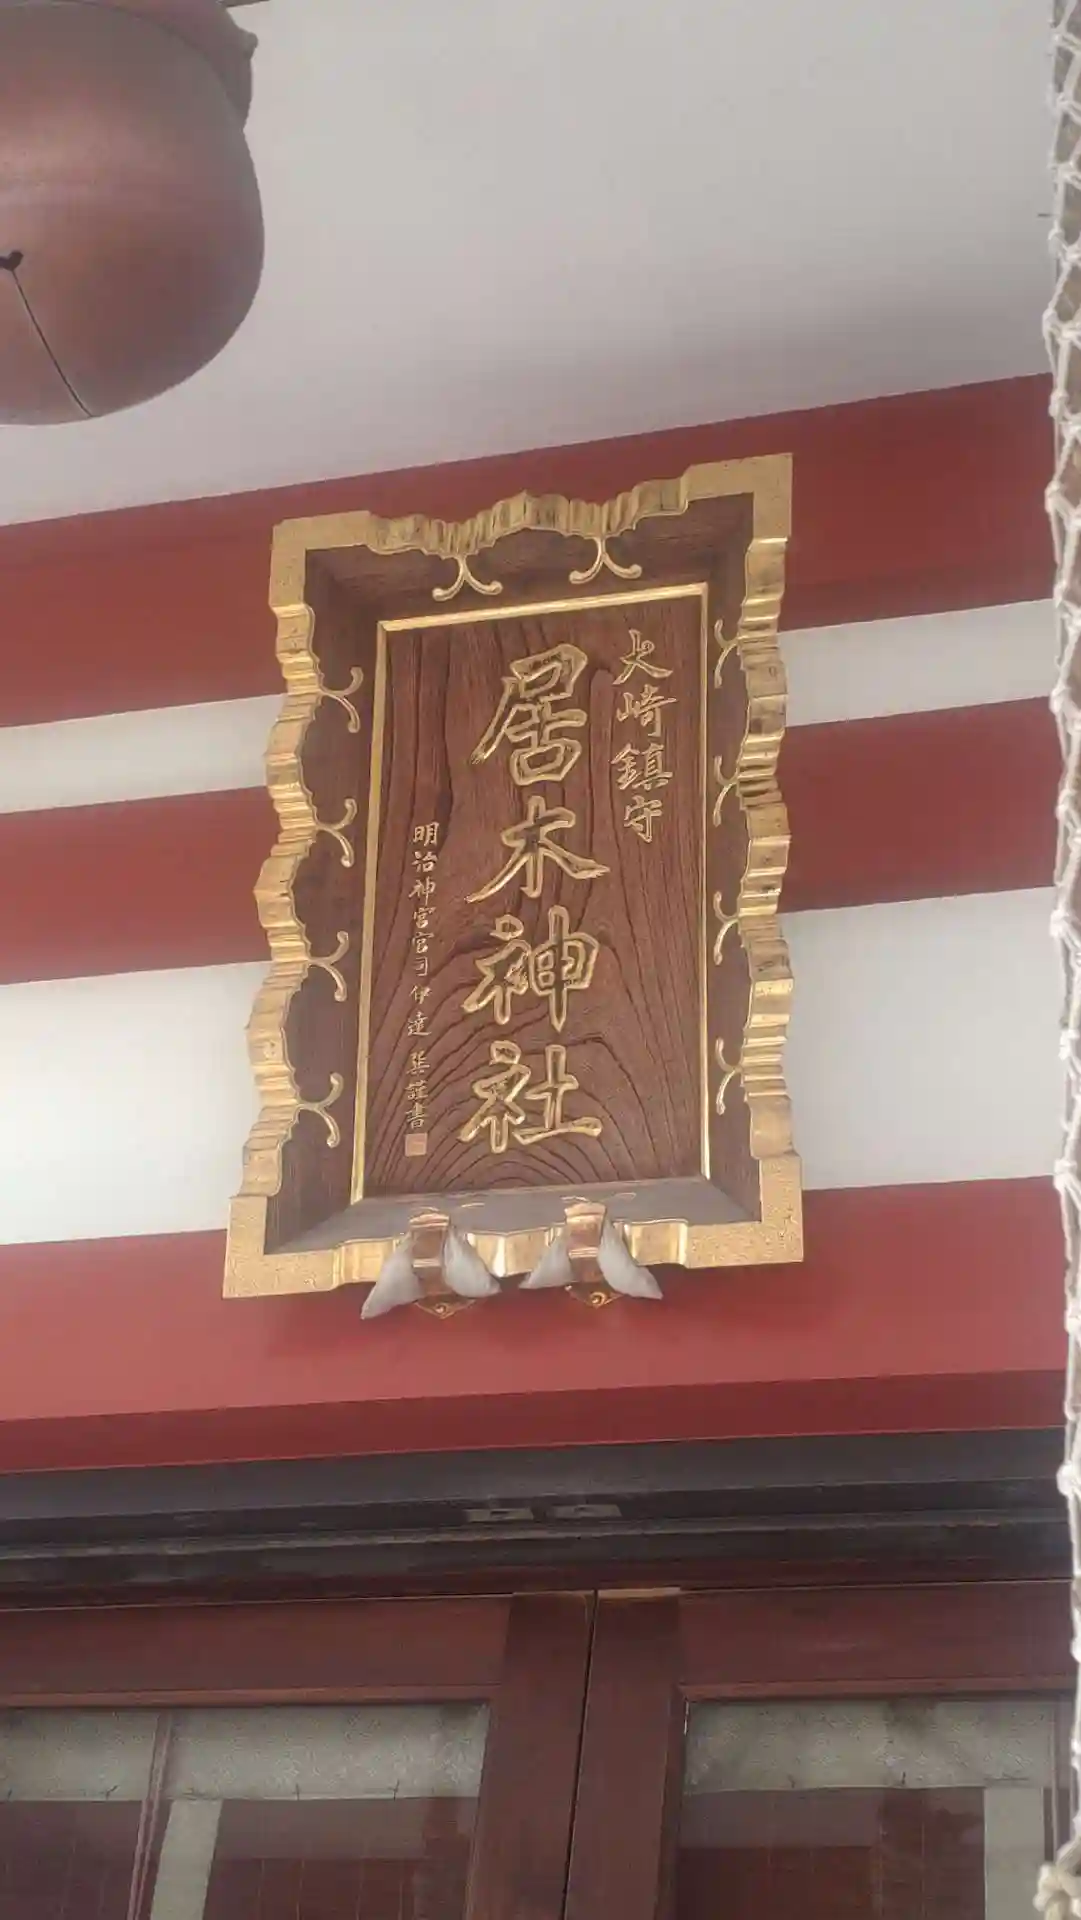 大崎鎮守
居木神社
明治神宮宮司 伊達 巽謹書